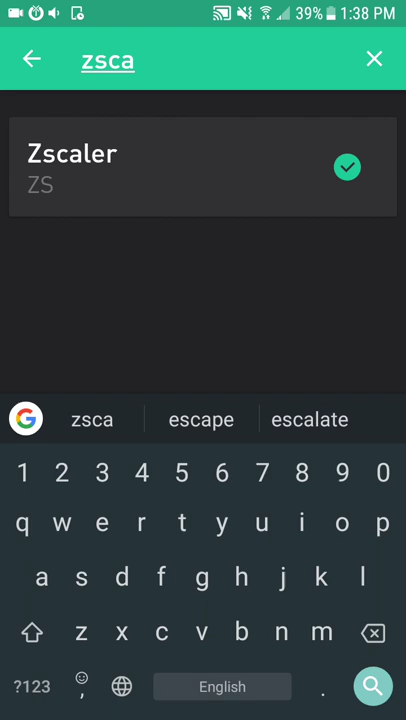 39% 1:38 PM
zsca
Zscaler
ZS
G zsca escape escalate
1 2 3 4 5 6 7 8 9 0
q w e r t y u i o p
a s d f g h j k l
z x c v b n m
?123 , English .